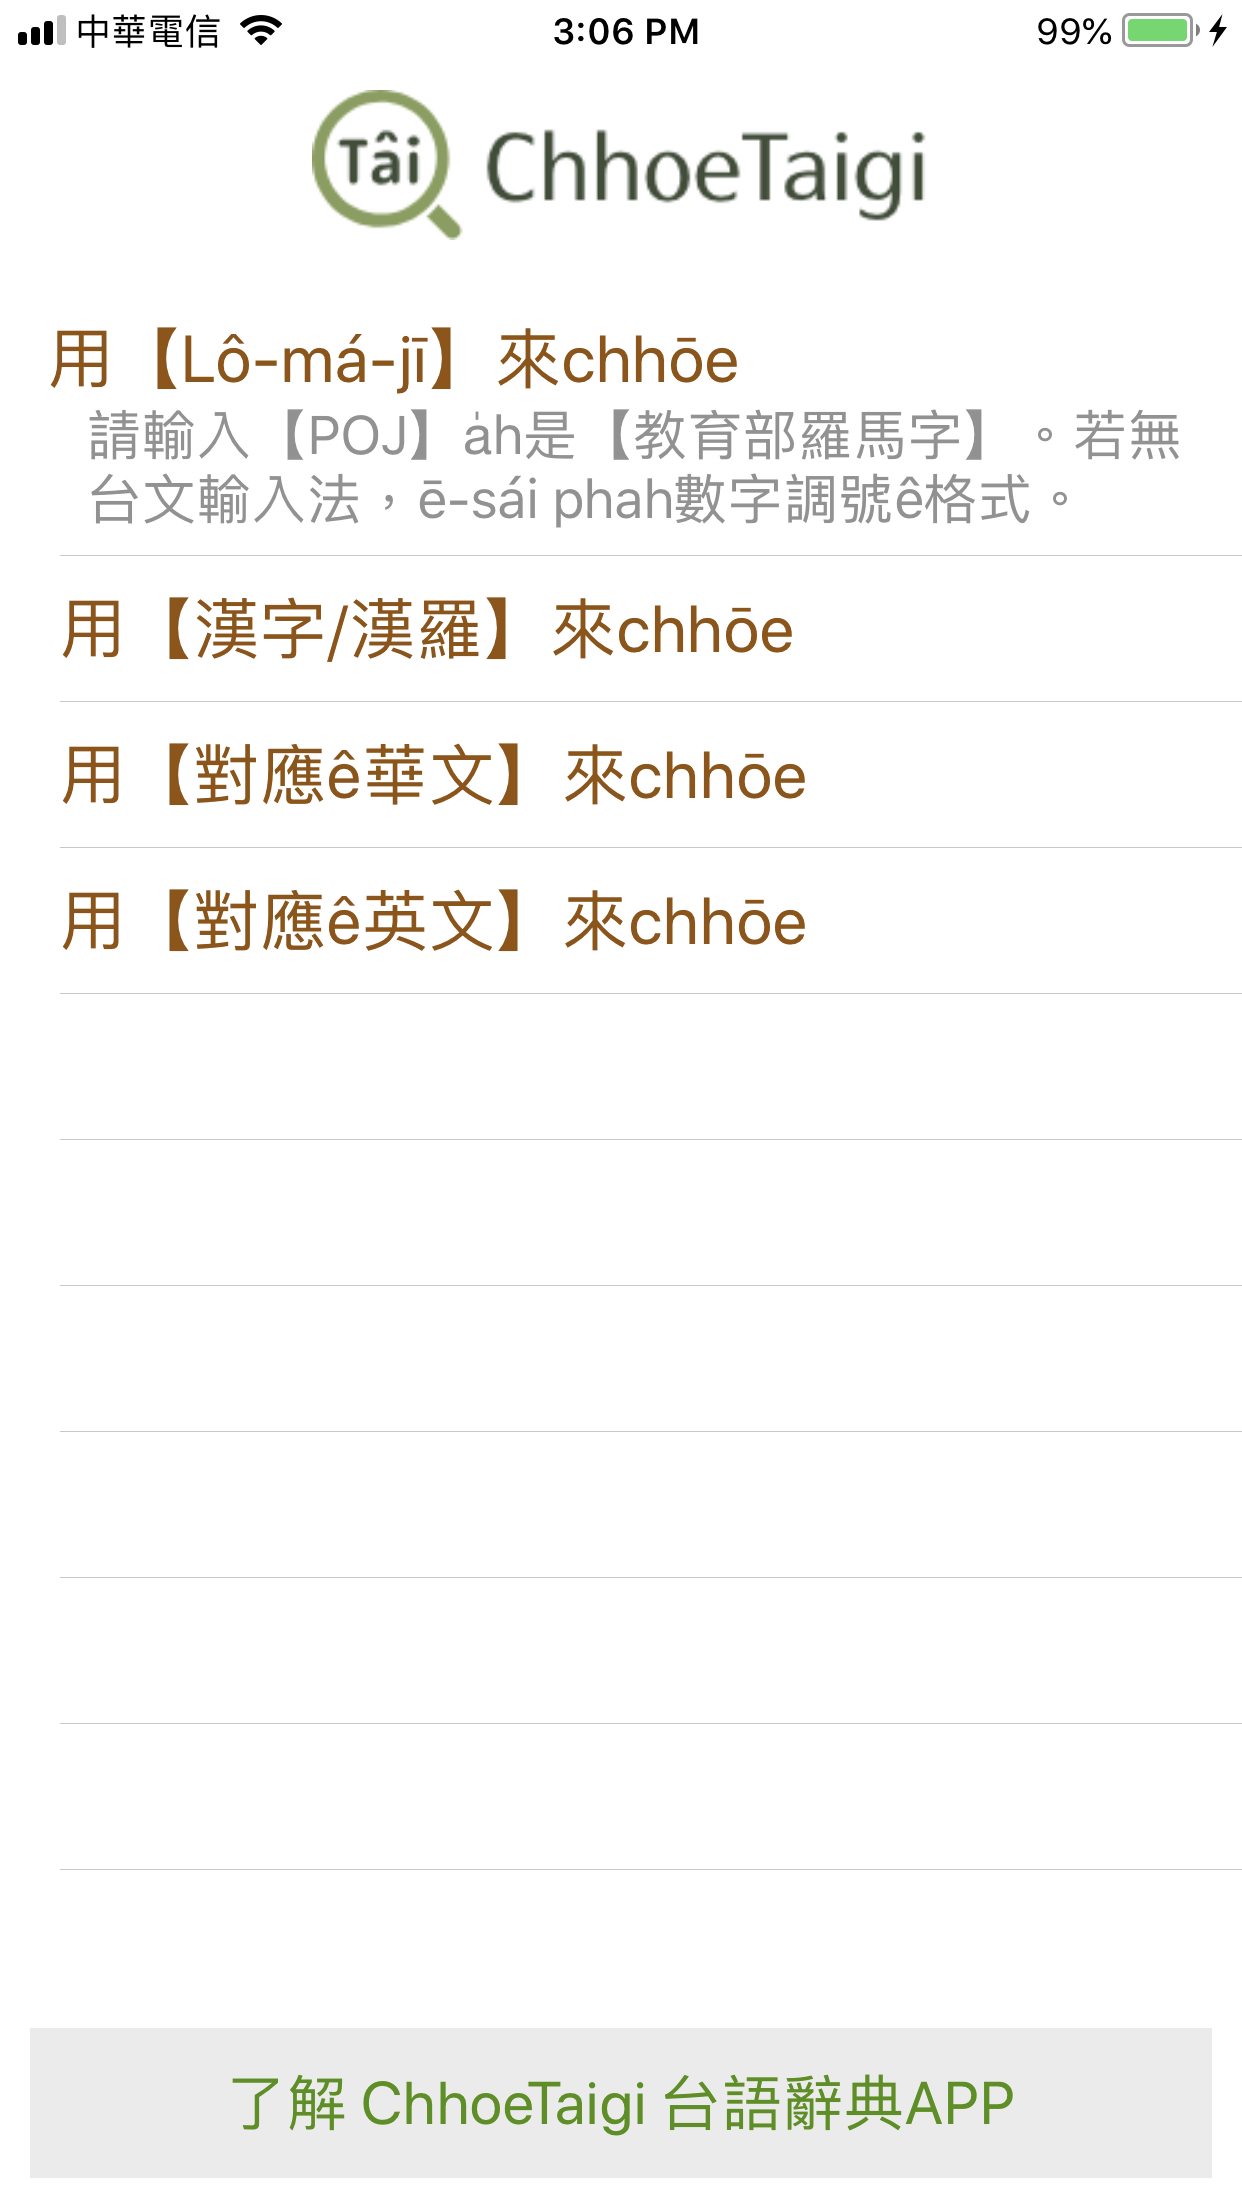 中華電信 3:06 PM 99%
Tâi ChhoeTaigi
用【Lô-má-jī】來chhōe
請輸入【POJ】a̍h是【教育部羅馬字】。若無
台文輸入法，ē-sái phah數字調號ê格式。
用【漢字/漢羅】來chhōe
用【對應ê華文】來chhōe
用【對應ê英文】來chhōe
了解 ChhoeTaigi 台語辭典APP